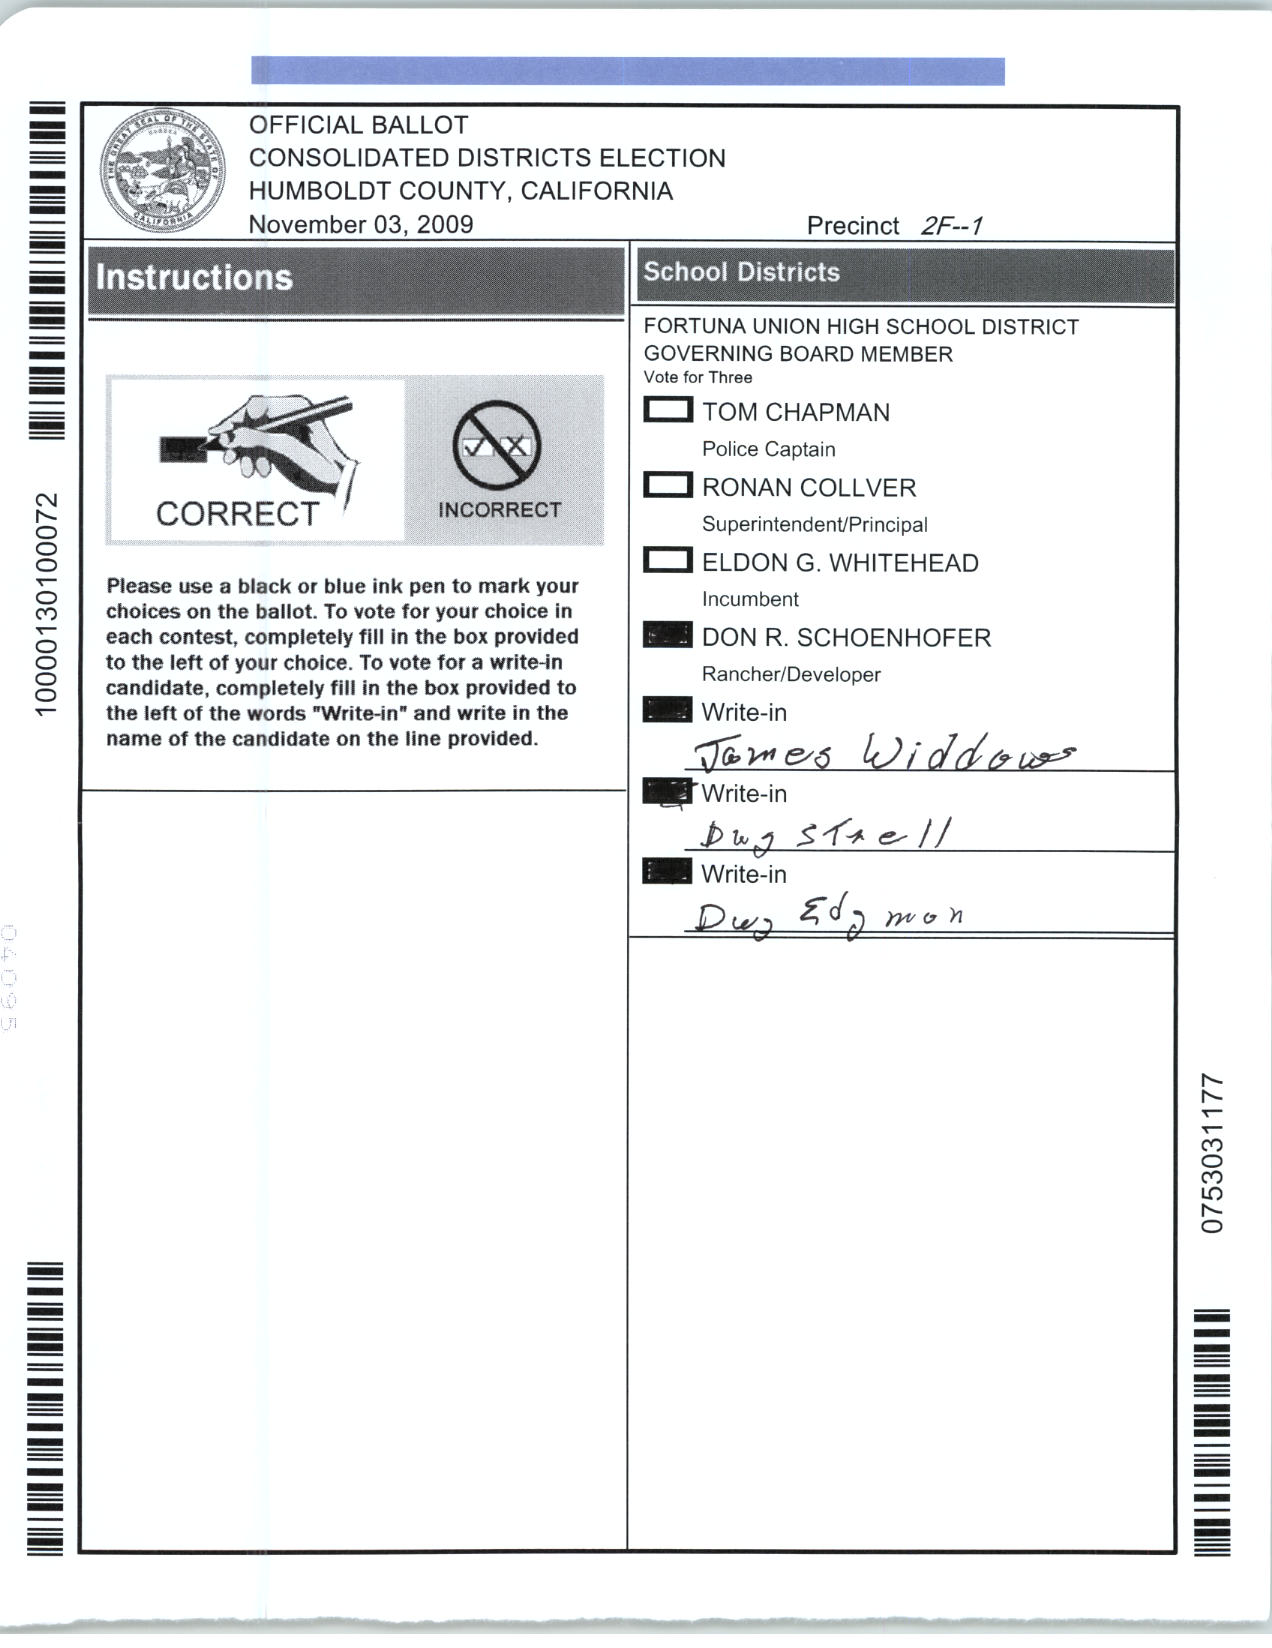 OFFICIAL BALLOT
CONSOLIDATED DISTRICTS ELECTION
HUMBOLDT COUNTY, CALIFORNIA
November 03, 2009
Precinct 2F--1
THE GREAT SEAL OF THE STATE OF CALIFORNIA
EUREKA
Instructions
CORRECT
INCORRECT
Please use a black or blue ink pen to mark your
choices on the ballot. To vote for your choice in
each contest, completely fill in the box provided
to the left of your choice. To vote for a write-in
candidate, completely fill in the box provided to
the left of the words "Write-in" and write in the
name of the candidate on the line provided.
School Districts
FORTUNA UNION HIGH SCHOOL DISTRICT
GOVERNING BOARD MEMBER
Vote for Three
TOM CHAPMAN
Police Captain
RONAN COLLVER
Superintendent/Principal
ELDON G. WHITEHEAD
Incumbent
DON R. SCHOENHOFER
Rancher/Developer
Write-in
James Widdows
Write-in
Dug Strell
Write-in
Dug Edgmon
10000130100072
04095
0753031177